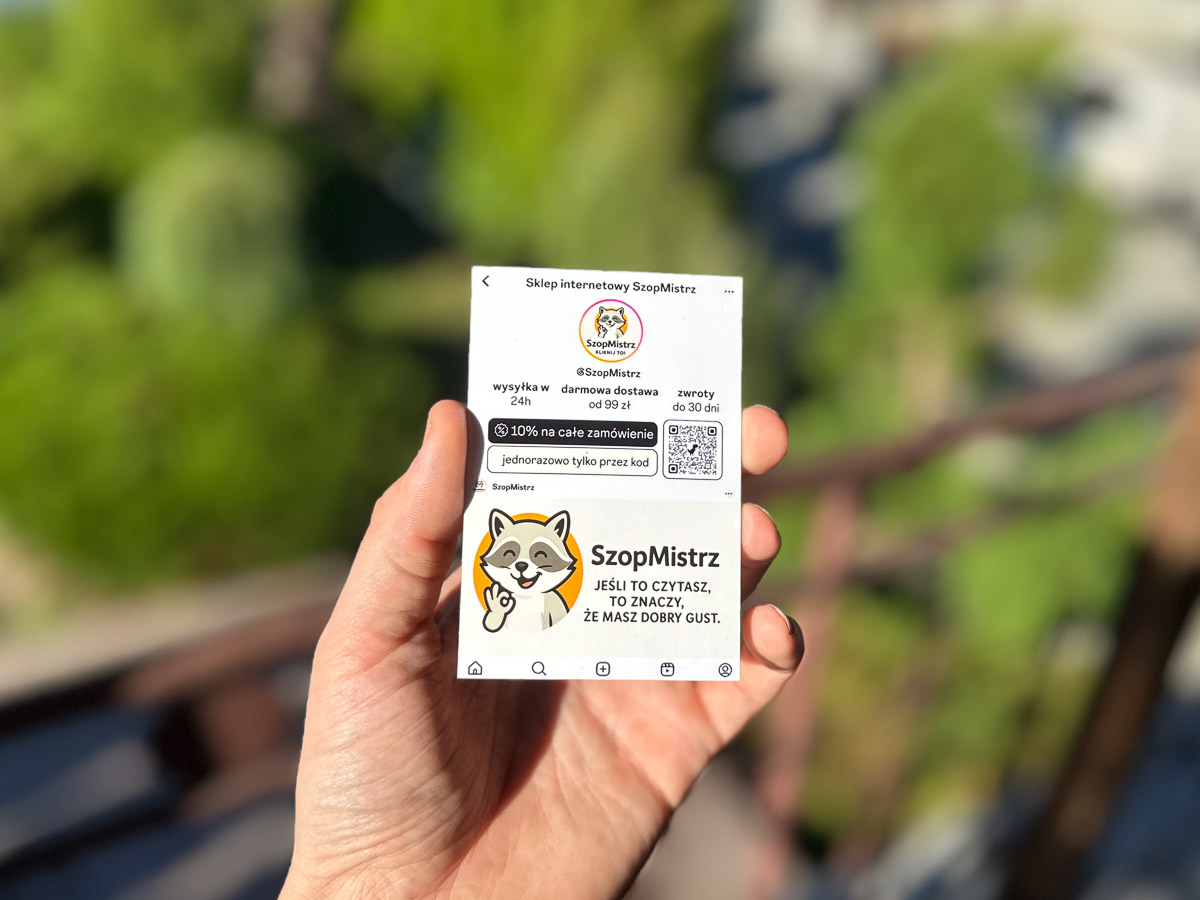 Sklep internetowy SzopMistrz
SzopMistrz
KLIKNIJ TO!
@SzopMistrz
wysyłka w
24h
darmowa dostawa
od 99 zł
zwroty
do 30 dni
10% na całe zamówienie
jednorazowo tylko przez kod
SzopMistrz
SzopMistrz
JEŚLI TO CZYTASZ,
TO ZNACZY,
ŻE MASZ DOBRY GUST.